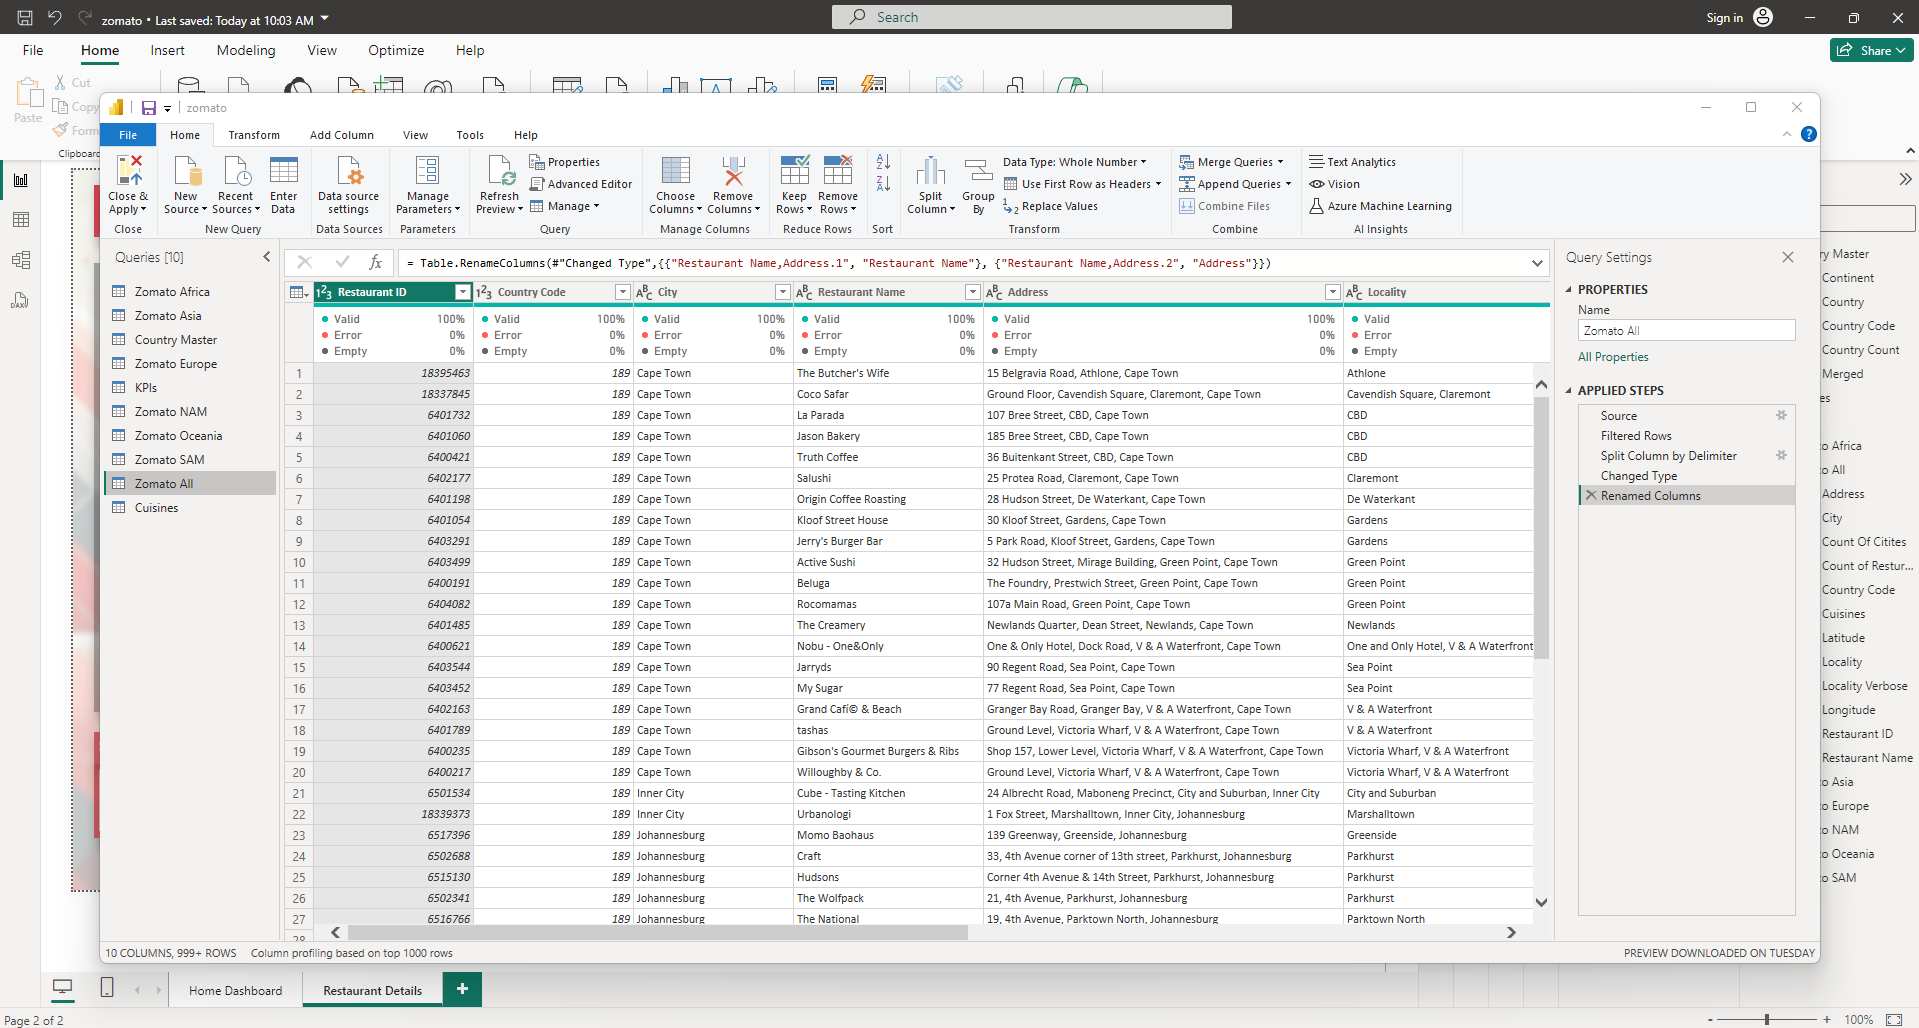 zomato • Last saved: Today at 10:03 AM
Search
Sign in
File Home Insert Modeling View Optimize Help
Share
Paste
Cut
Copy
Form
Clipboard
zomato
File Home Transform Add Column View Tools Help
Close & Apply
Close
New Source
Recent Sources
Enter Data
New Query
Data source settings
Data Sources
Manage Parameters
Parameters
Refresh Preview
Properties
Advanced Editor
Manage
Query
Choose Columns
Remove Columns
Manage Columns
Keep Rows
Remove Rows
Reduce Rows
Sort
Split Column
Group By
Data Type: Whole Number
Use First Row as Headers
Replace Values
Transform
Merge Queries
Append Queries
Combine Files
Combine
Text Analytics
Vision
Azure Machine Learning
AI Insights
Queries [10]
Zomato Africa
Zomato Asia
Country Master
Zomato Europe
KPIs
Zomato NAM
Zomato Oceania
Zomato SAM
Zomato All
Cuisines
= Table.RenameColumns(#"Changed Type",{{"Restaurant Name,Address.1", "Restaurant Name"}, {"Restaurant Name,Address.2", "Address"}})
Restaurant ID Country Code City Restaurant Name Address Locality
Valid 100% Valid 100% Valid 100% Valid 100% Valid 100% Valid
Error 0% Error 0% Error 0% Error 0% Error 0% Error
Empty 0% Empty 0% Empty 0% Empty 0% Empty 0% Empty
1 18395463 189 Cape Town The Butcher's Wife 15 Belgravia Road, Athlone, Cape Town Athlone
2 18337845 189 Cape Town Coco Safar Ground Floor, Cavendish Square, Claremont, Cape Town Cavendish Square, Claremont
3 6401732 189 Cape Town La Parada 107 Bree Street, CBD, Cape Town CBD
4 6401060 189 Cape Town Jason Bakery 185 Bree Street, CBD, Cape Town CBD
5 6400421 189 Cape Town Truth Coffee 36 Buitenkant Street, CBD, Cape Town CBD
6 6402177 189 Cape Town Salushi 25 Protea Road, Claremont, Cape Town Claremont
7 6401198 189 Cape Town Origin Coffee Roasting 28 Hudson Street, De Waterkant, Cape Town De Waterkant
8 6401054 189 Cape Town Kloof Street House 30 Kloof Street, Gardens, Cape Town Gardens
9 6403291 189 Cape Town Jerry's Burger Bar 5 Park Road, Kloof Street, Gardens, Cape Town Gardens
10 6403499 189 Cape Town Active Sushi 32 Hudson Street, Mirage Building, Green Point, Cape Town Green Point
11 6400191 189 Cape Town Beluga The Foundry, Prestwich Street, Green Point, Cape Town Green Point
12 6404082 189 Cape Town Rocomamas 107a Main Road, Green Point, Cape Town Green Point
13 6401485 189 Cape Town The Creamery Newlands Quarter, Dean Street, Newlands, Cape Town Newlands
14 6400621 189 Cape Town Nobu - One&Only One & Only Hotel, Dock Road, V & A Waterfront, Cape Town One and Only Hotel, V & A Waterfront
15 6403544 189 Cape Town Jarryds 90 Regent Road, Sea Point, Cape Town Sea Point
16 6403452 189 Cape Town My Sugar 77 Regent Road, Sea Point, Cape Town Sea Point
17 6402163 189 Cape Town Grand Cafí© & Beach Granger Bay Road, Granger Bay, V & A Waterfront, Cape Town V & A Waterfront
18 6401789 189 Cape Town tashas Ground Level, Victoria Wharf, V & A Waterfront, Cape Town V & A Waterfront
19 6400235 189 Cape Town Gibson's Gourmet Burgers & Ribs Shop 157, Lower Level, Victoria Wharf, V & A Waterfront, Cape Town Victoria Wharf, V & A Waterfront
20 6400217 189 Cape Town Willoughby & Co. Ground Level, Victoria Wharf, V & A Waterfront, Cape Town Victoria Wharf, V & A Waterfront
21 6501534 189 Inner City Cube - Tasting Kitchen 24 Albrecht Road, Maboneng Precinct, City and Suburban, Inner City City and Suburban
22 18339373 189 Inner City Urbanologi 1 Fox Street, Marshalltown, Inner City, Johannesburg Marshalltown
23 6517396 189 Johannesburg Momo Baohaus 139 Greenway, Greenside, Johannesburg Greenside
24 6502688 189 Johannesburg Craft 33, 4th Avenue corner of 13th street, Parkhurst, Johannesburg Parkhurst
25 6515130 189 Johannesburg Hudsons Corner 4th Avenue & 14th Street, Parkhurst, Johannesburg Parkhurst
26 6502341 189 Johannesburg The Wolfpack 21, 4th Avenue, Parkhurst, Johannesburg Parkhurst
27 6516766 189 Johannesburg The National 19, 4th Avenue, Parktown North, Johannesburg Parktown North
28
Query Settings
PROPERTIES
Name
Zomato All
All Properties
APPLIED STEPS
Source
Filtered Rows
Split Column by Delimiter
Changed Type
Renamed Columns
ry Master
Continent
Country
Country Code
Country Count
Merged
es
o Africa
o All
Address
City
Count Of Citites
Count of Restur...
Country Code
Cuisines
Latitude
Locality
Locality Verbose
Longitude
Restaurant ID
Restaurant Name
o Asia
o Europe
o NAM
o Oceania
o SAM
10 COLUMNS, 999+ ROWS Column profiling based on top 1000 rows
PREVIEW DOWNLOADED ON TUESDAY
Home Dashboard Restaurant Details
Page 2 of 2
100%